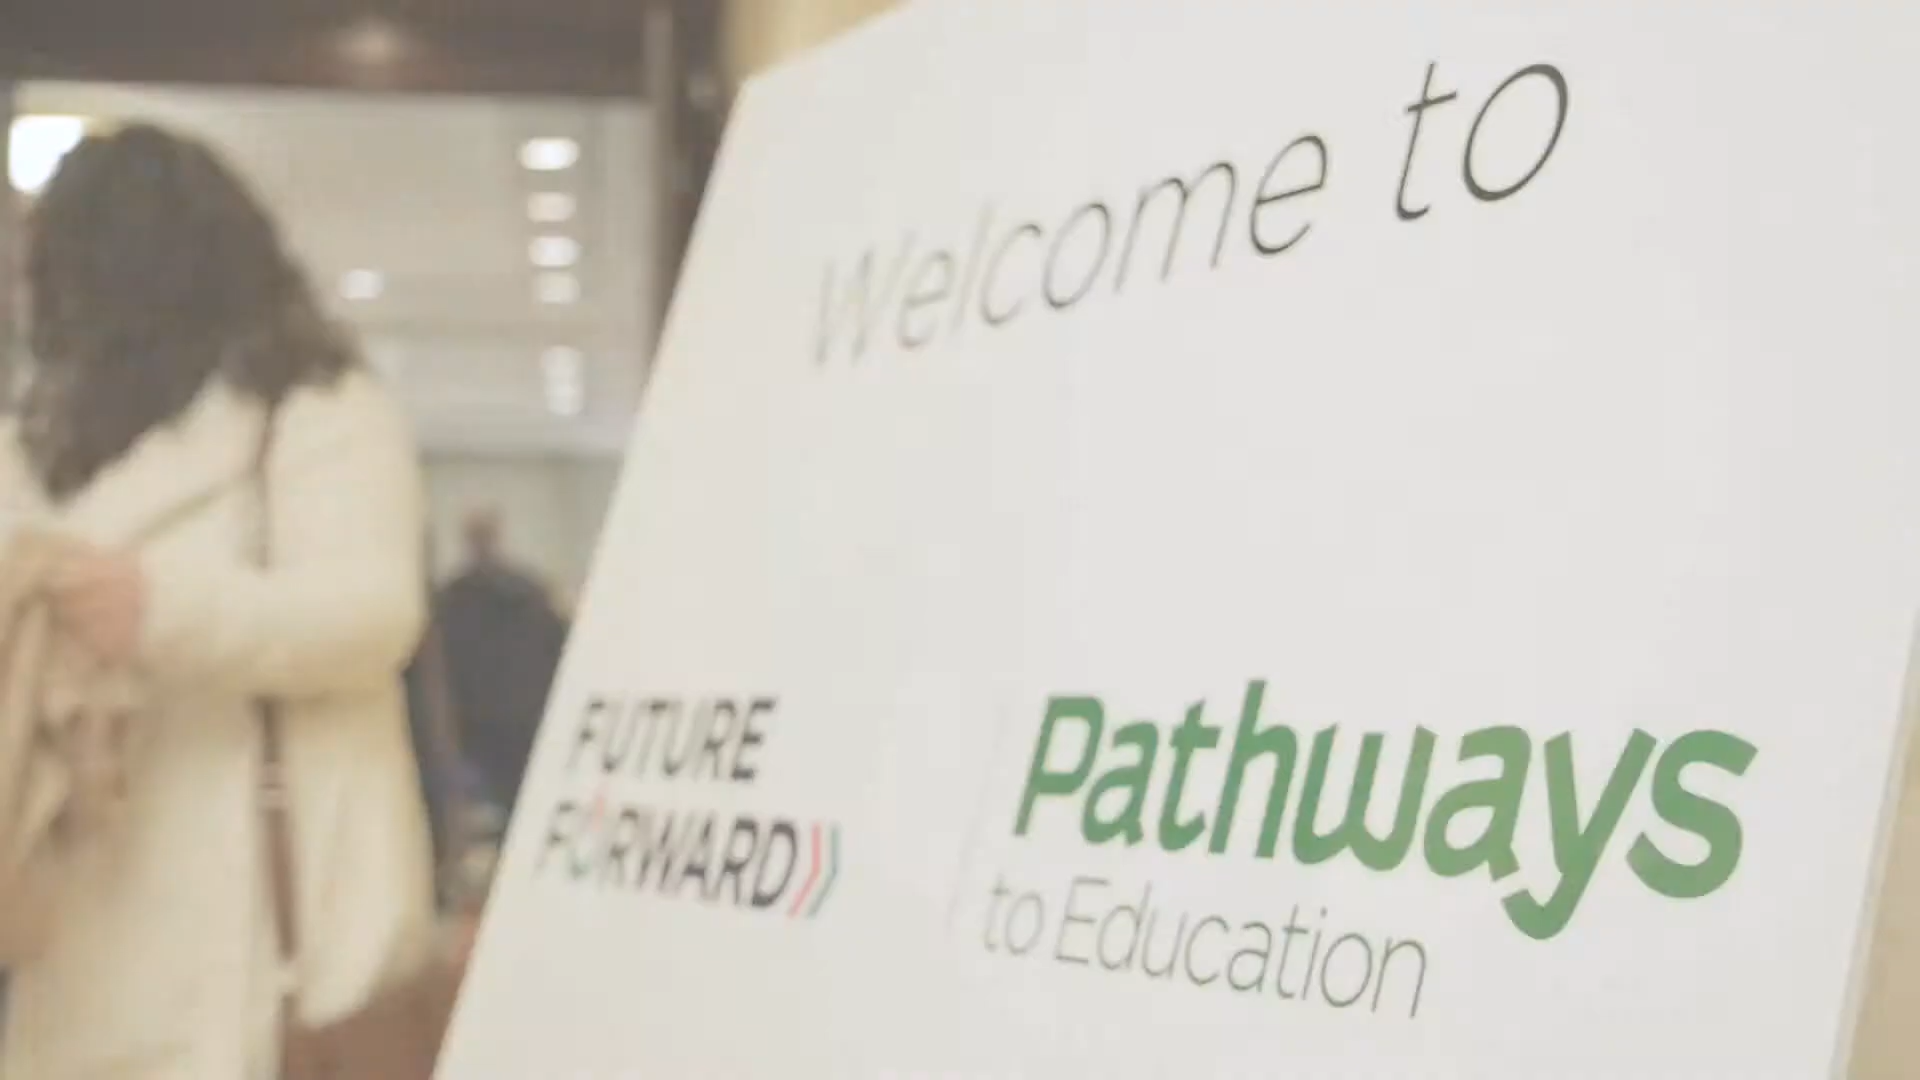 Welcome to
FUTURE
FORWARD
Pathways
to Education